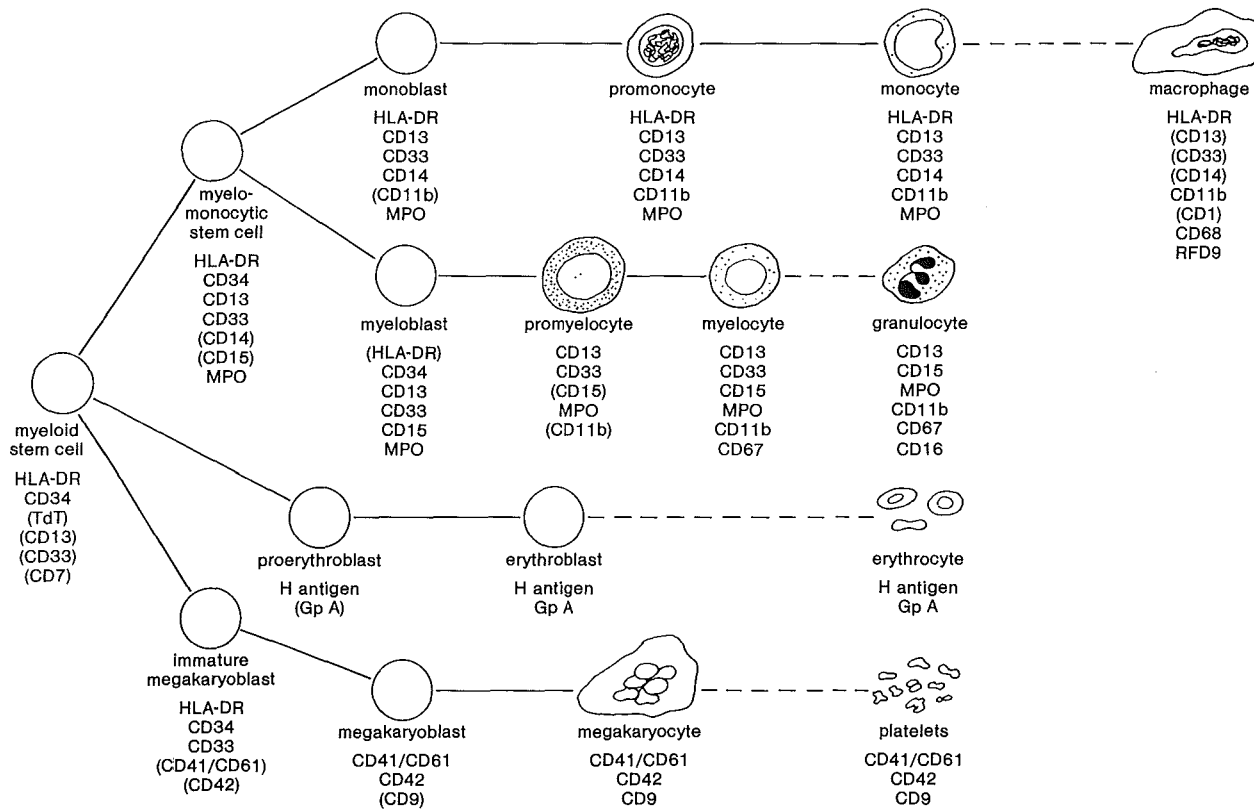 monoblast
HLA-DR
CD13
CD33
CD14
(CD11b)
MPO
promonocyte
HLA-DR
CD13
CD33
CD14
CD11b
MPO
monocyte
HLA-DR
CD13
CD33
CD14
CD11b
MPO
macrophage
HLA-DR
(CD13)
(CD33)
(CD14)
CD11b
(CD1)
CD68
RFD9
myelo-
monocytic
stem cell
HLA-DR
CD34
CD13
CD33
(CD14)
(CD15)
MPO
myeloblast
(HLA-DR)
CD34
CD13
CD33
CD15
MPO
promyelocyte
CD13
CD33
(CD15)
MPO
(CD11b)
myelocyte
CD13
CD33
CD15
MPO
CD11b
CD67
granulocyte
CD13
CD15
MPO
CD11b
CD67
CD16
myeloid
stem cell
HLA-DR
CD34
(TdT)
(CD13)
(CD33)
(CD7)
proerythroblast
H antigen
(Gp A)
erythroblast
H antigen
Gp A
erythrocyte
H antigen
Gp A
immature
megakaryoblast
HLA-DR
CD34
CD33
(CD41/CD61)
(CD42)
megakaryoblast
CD41/CD61
CD42
(CD9)
megakaryocyte
CD41/CD61
CD42
CD9
platelets
CD41/CD61
CD42
CD9